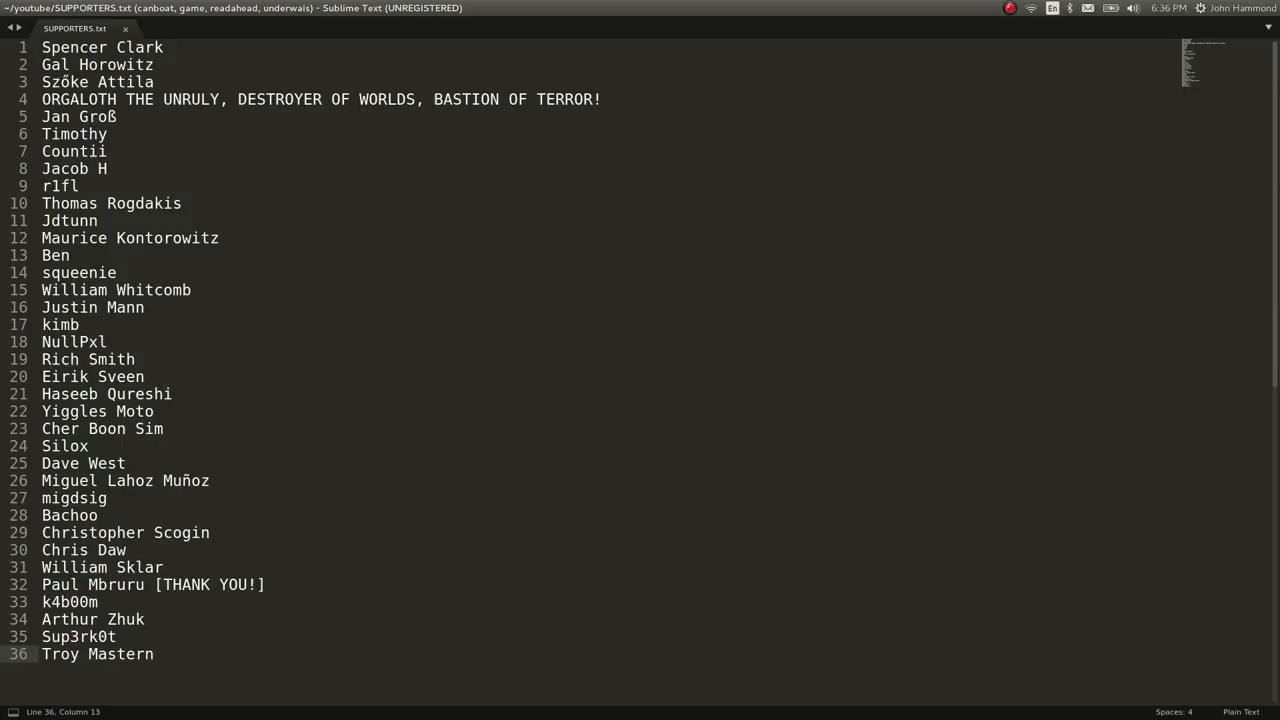 ~/youtube/SUPPORTERS.txt (canboat, game, readahead, underwais) - Sublime Text (UNREGISTERED)
En
6:36 PM
John Hammond
SUPPORTERS.txt ×
1 Spencer Clark
2 Gal Horowitz
3 Szőke Attila
4 ORGALOTH THE UNRULY, DESTROYER OF WORLDS, BASTION OF TERROR!
5 Jan Groß
6 Timothy
7 Countii
8 Jacob H
9 r1fl
10 Thomas Rogdakis
11 Jdtunn
12 Maurice Kontorowitz
13 Ben
14 squeenie
15 William Whitcomb
16 Justin Mann
17 kimb
18 NullPxl
19 Rich Smith
20 Eirik Sveen
21 Haseeb Qureshi
22 Yiggles Moto
23 Cher Boon Sim
24 Silox
25 Dave West
26 Miguel Lahoz Muñoz
27 migdsig
28 Bachoo
29 Christopher Scogin
30 Chris Daw
31 William Sklar
32 Paul Mbruru [THANK YOU!]
33 k4b00m
34 Arthur Zhuk
35 Sup3rk0t
36 Troy Mastern
Line 36, Column 13
Spaces: 4
Plain Text